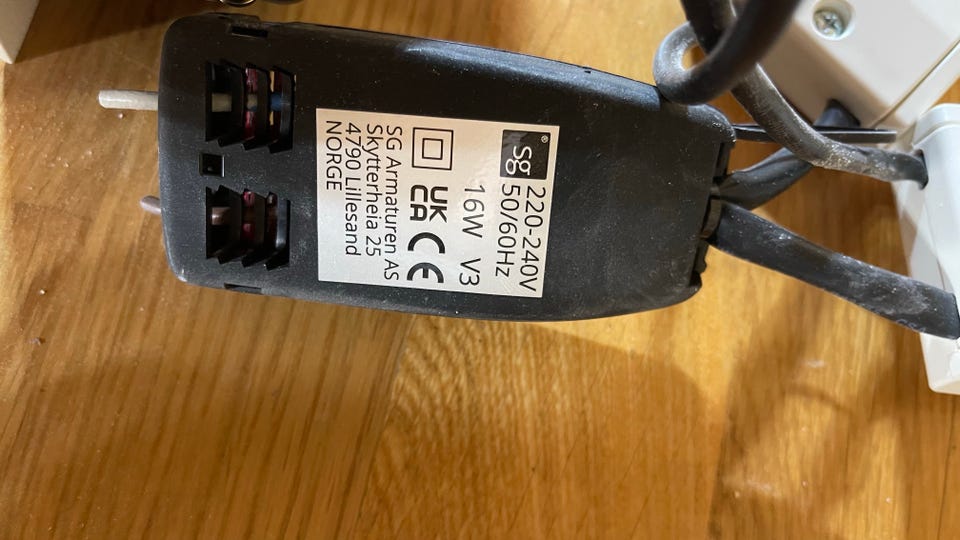 sg® 220-240V
50/60Hz
16W V3
UK
CA CE
SG Armaturen AS
Skytterheia 25
4790 Lillesand
NORGE